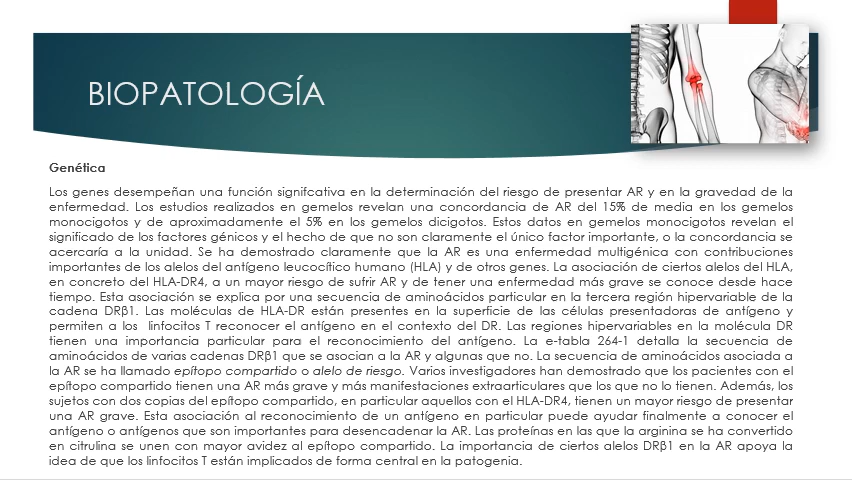 BIOPATOLOGÍA
Genética
Los genes desempeñan una función signifcativa en la determinación del riesgo de presentar AR y en la gravedad de la
enfermedad. Los estudios realizados en gemelos revelan una concordancia de AR del 15% de media en los gemelos
monocigotos y de aproximadamente el 5% en los gemelos dicigotos. Estos datos en gemelos monocigotos revelan el
significado de los factores génicos y el hecho de que no son claramente el único factor importante, o la concordancia se
acercaría a la unidad. Se ha demostrado claramente que la AR es una enfermedad multigénica con contribuciones
importantes de los alelos del antígeno leucocítico humano (HLA) y de otros genes. La asociación de ciertos alelos del HLA,
en concreto del HLA-DR4, a un mayor riesgo de sufrir AR y de tener una enfermedad más grave se conoce desde hace
tiempo. Esta asociación se explica por una secuencia de aminoácidos particular en la tercera región hipervariable de la
cadena DRβ1. Las moléculas de HLA-DR están presentes en la superficie de las células presentadoras de antígeno y
permiten a los linfocitos T reconocer el antígeno en el contexto del DR. Las regiones hipervariables en la molécula DR
tienen una importancia particular para el reconocimiento del antígeno. La e-tabla 264-1 detalla la secuencia de
aminoácidos de varias cadenas DRβ1 que se asocian a la AR y algunas que no. La secuencia de aminoácidos asociada a
la AR se ha llamado epítopo compartido o alelo de riesgo. Varios investigadores han demostrado que los pacientes con el
epítopo compartido tienen una AR más grave y más manifestaciones extraarticulares que los que no lo tienen. Además, los
sujetos con dos copias del epítopo compartido, en particular aquellos con el HLA-DR4, tienen un mayor riesgo de presentar
una AR grave. Esta asociación al reconocimiento de un antígeno en particular puede ayudar finalmente a conocer el
antígeno o antígenos que son importantes para desencadenar la AR. Las proteínas en las que la arginina se ha convertido
en citrulina se unen con mayor avidez al epítopo compartido. La importancia de ciertos alelos DRβ1 en la AR apoya la
idea de que los linfocitos T están implicados de forma central en la patogenia.